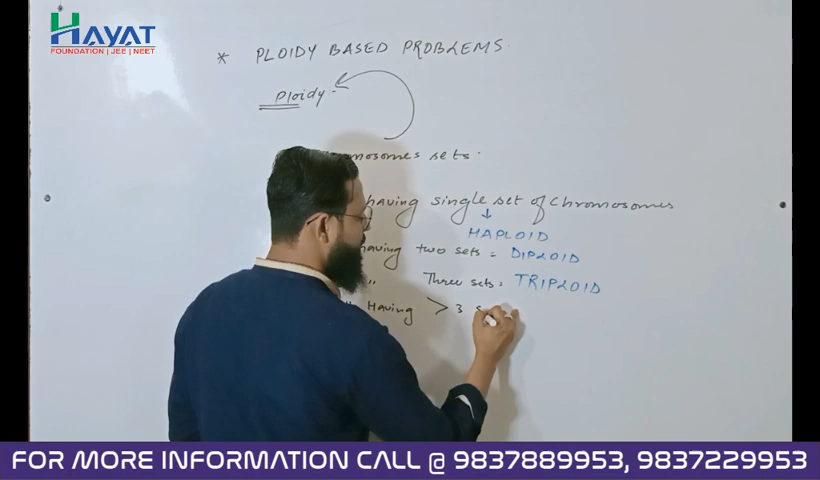 HAYAT
FOUNDATION | JEE | NEET
* PLOIDY BASED PROBLEMS
Ploidy -
mosomes sets.
having single set of chromosomes
↓
HAPLOID
having two sets = DIPLOID
" Three sets = TRIPLOID
Having > 3 s
FOR MORE INFORMATION CALL @ 9837889953, 9837229953